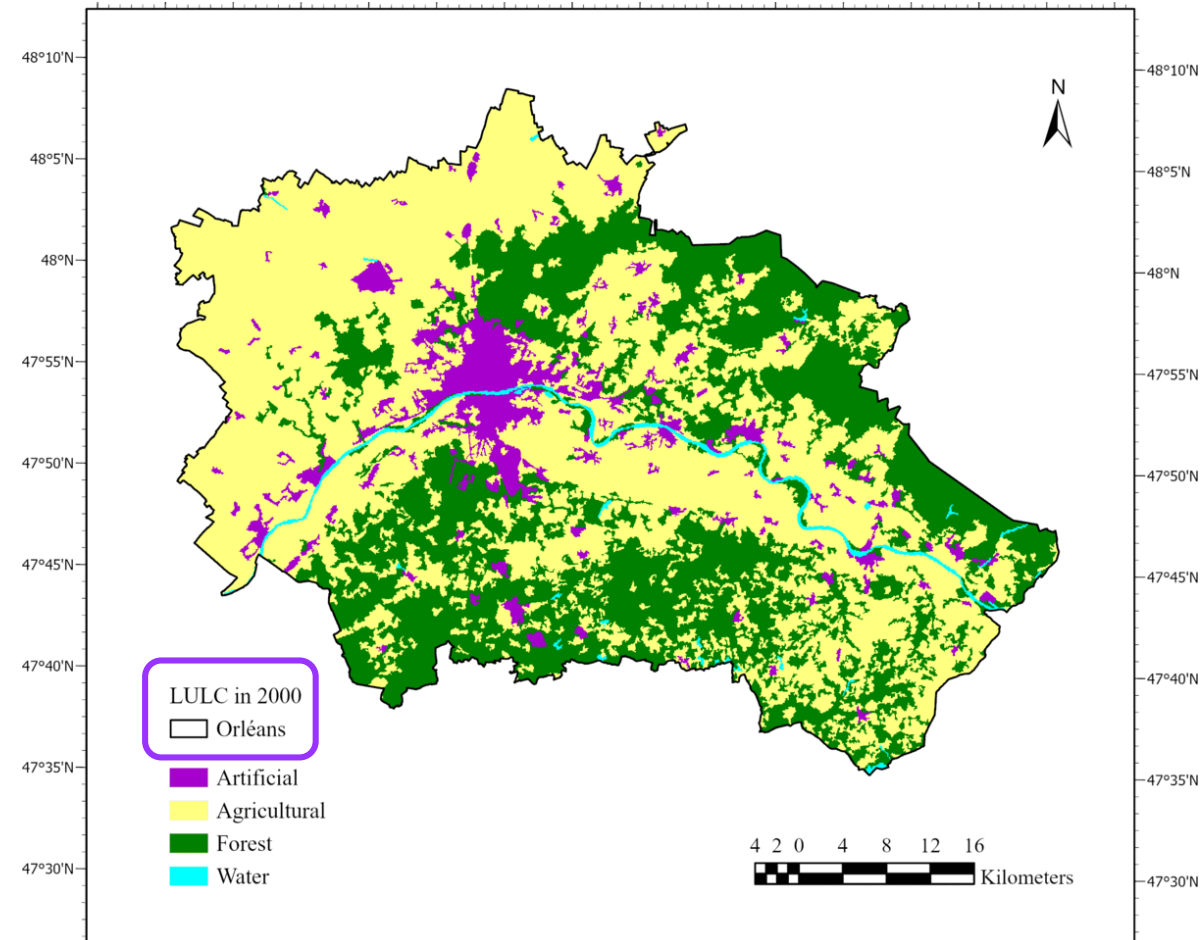 48°10'N
48°10'N
N
48°5'N
48°5'N
48°N
48°N
47°55'N
47°55'N
47°50'N
47°50'N
47°45'N
47°45'N
47°40'N
47°40'N
LULC in 2000
Orléans
47°35'N
47°35'N
Artificial
Agricultural
Forest
Water
4 2 0 4 8 12 16
Kilometers
47°30'N
47°30'N